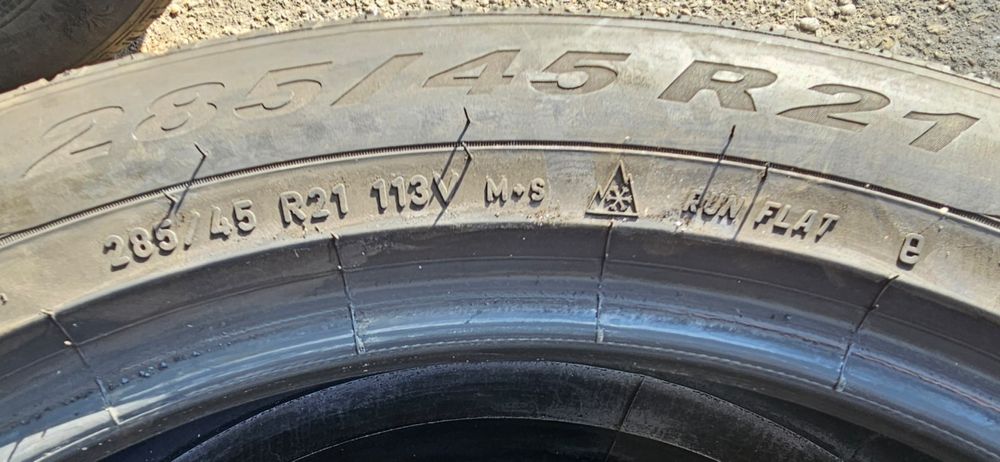 285/45 R21
285/45 R21 113V M+S RUN FLAT e